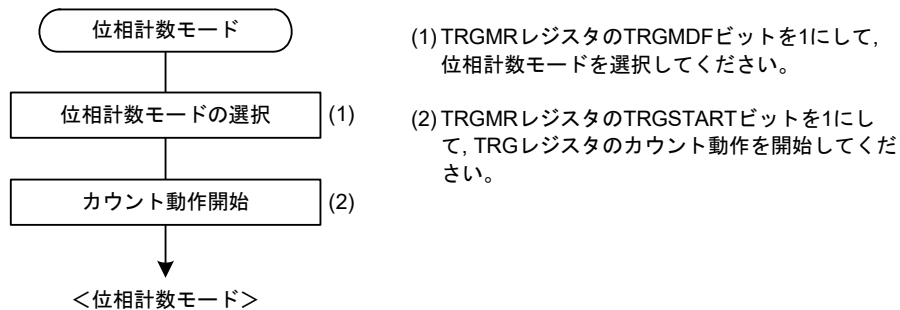 位相計数モード
位相計数モードの選択
(1)
カウント動作開始
(2)
＜位相計数モード＞
(1) TRGMRレジスタのTRGMDFビットを1にして,
位相計数モードを選択してください。
(2) TRGMRレジスタのTRGSTARTビットを1にし
て, TRGレジスタのカウント動作を開始してくだ
さい。